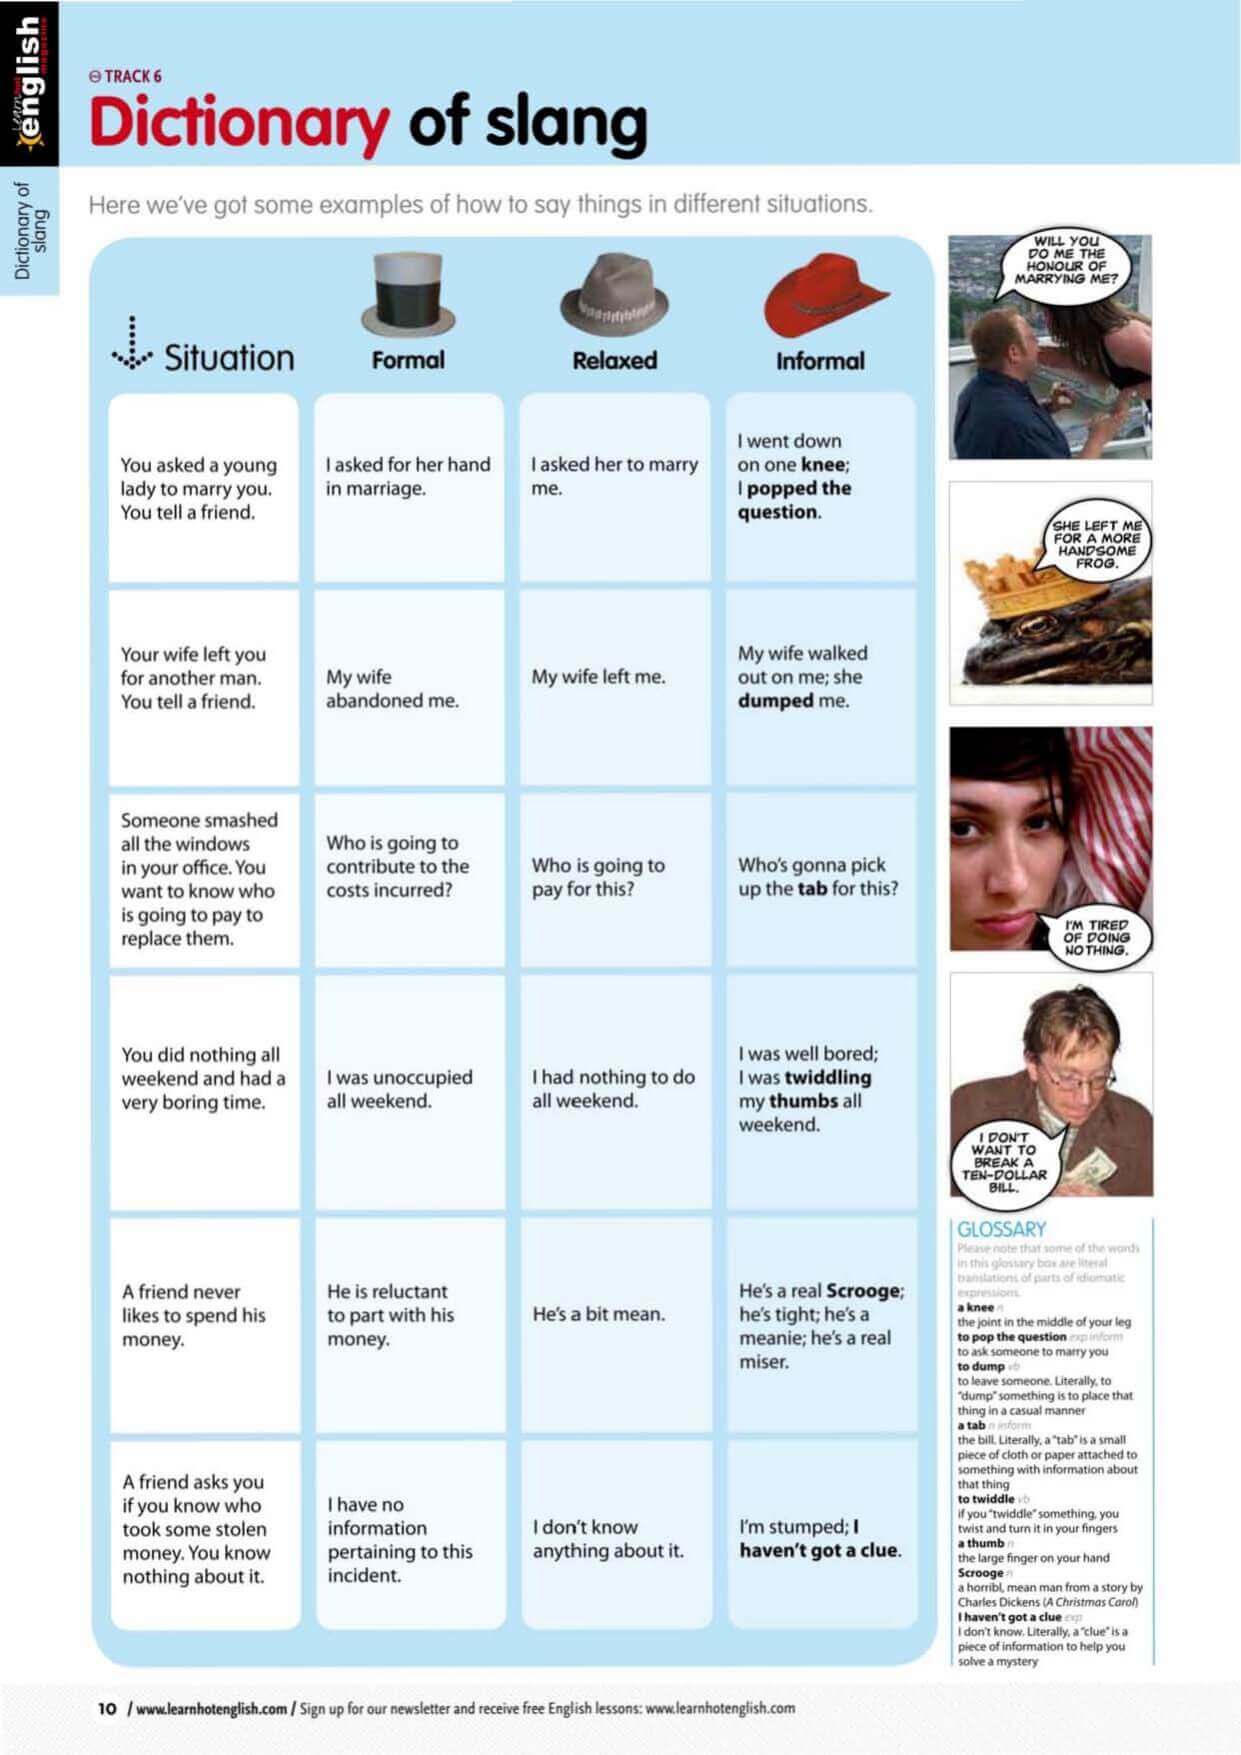 Learn hot
english
magazine
Dictionary of
slang
TRACK 6
Dictionary of slang
Here we've got some examples of how to say things in different situations.
Situation
Formal
Relaxed
Informal
You asked a young
lady to marry you.
You tell a friend.
I asked for her hand
in marriage.
I asked her to marry
me.
I went down
on one knee;
I popped the
question.
Your wife left you
for another man.
You tell a friend.
My wife
abandoned me.
My wife left me.
My wife walked
out on me; she
dumped me.
Someone smashed
all the windows
in your office. You
want to know who
is going to pay to
replace them.
Who is going to
contribute to the
costs incurred?
Who is going to
pay for this?
Who's gonna pick
up the tab for this?
You did nothing all
weekend and had a
very boring time.
I was unoccupied
all weekend.
I had nothing to do
all weekend.
I was well bored;
I was twiddling
my thumbs all
weekend.
A friend never
likes to spend his
money.
He is reluctant
to part with his
money.
He's a bit mean.
He's a real Scrooge;
he's tight; he's a
meanie; he's a real
miser.
A friend asks you
if you know who
took some stolen
money. You know
nothing about it.
I have no
information
pertaining to this
incident.
I don't know
anything about it.
I'm stumped; I
haven't got a clue.
WILL YOU
DO ME THE
HONOUR OF
MARRYING ME?
SHE LEFT ME
FOR A MORE
HANDSOME
FROG.
I'M TIRED
OF DOING
NOTHING.
I DON'T
WANT TO
BREAK A
TEN-DOLLAR
BILL.
GLOSSARY
Please note that some of the words
in this glossary box are literal
translations of parts of idiomatic
expressions.
a knee n
the joint in the middle of your leg
to pop the question exp inform
to ask someone to marry you
to dump vb
to leave someone. Literally, to
"dump" something is to place that
thing in a casual manner
a tab n inform
the bill. Literally, a "tab" is a small
piece of cloth or paper attached to
something with information about
that thing
to twiddle vb
if you "twiddle" something, you
twist and turn it in your fingers
a thumb n
the large finger on your hand
Scrooge n
a horribl, mean man from a story by
Charles Dickens (A Christmas Carol)
I haven't got a clue exp
I don't know. Literally, a "clue" is a
piece of information to help you
solve a mystery
10 / www.learnhotenglish.com / Sign up for our newsletter and receive free English lessons: www.learnhotenglish.com